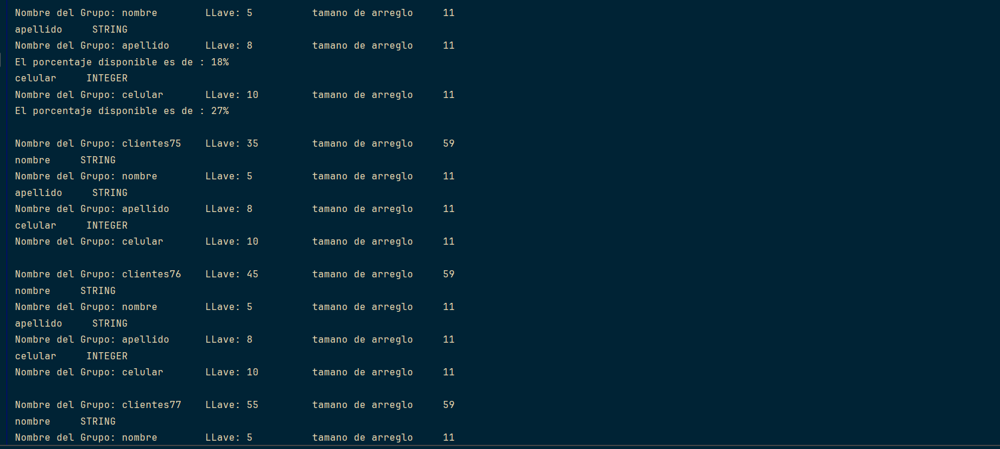 Nombre del Grupo: nombre        LLave: 5          tamano de arreglo     11
apellido     STRING
Nombre del Grupo: apellido      LLave: 8          tamano de arreglo     11
El porcentaje disponible es de : 18%
celular     INTEGER
Nombre del Grupo: celular       LLave: 10         tamano de arreglo     11
El porcentaje disponible es de : 27%

Nombre del Grupo: clientes75    LLave: 35         tamano de arreglo     59
nombre     STRING
Nombre del Grupo: nombre        LLave: 5          tamano de arreglo     11
apellido     STRING
Nombre del Grupo: apellido      LLave: 8          tamano de arreglo     11
celular     INTEGER
Nombre del Grupo: celular       LLave: 10         tamano de arreglo     11

Nombre del Grupo: clientes76    LLave: 45         tamano de arreglo     59
nombre     STRING
Nombre del Grupo: nombre        LLave: 5          tamano de arreglo     11
apellido     STRING
Nombre del Grupo: apellido      LLave: 8          tamano de arreglo     11
celular     INTEGER
Nombre del Grupo: celular       LLave: 10         tamano de arreglo     11

Nombre del Grupo: clientes77    LLave: 55         tamano de arreglo     59
nombre     STRING
Nombre del Grupo: nombre        LLave: 5          tamano de arreglo     11